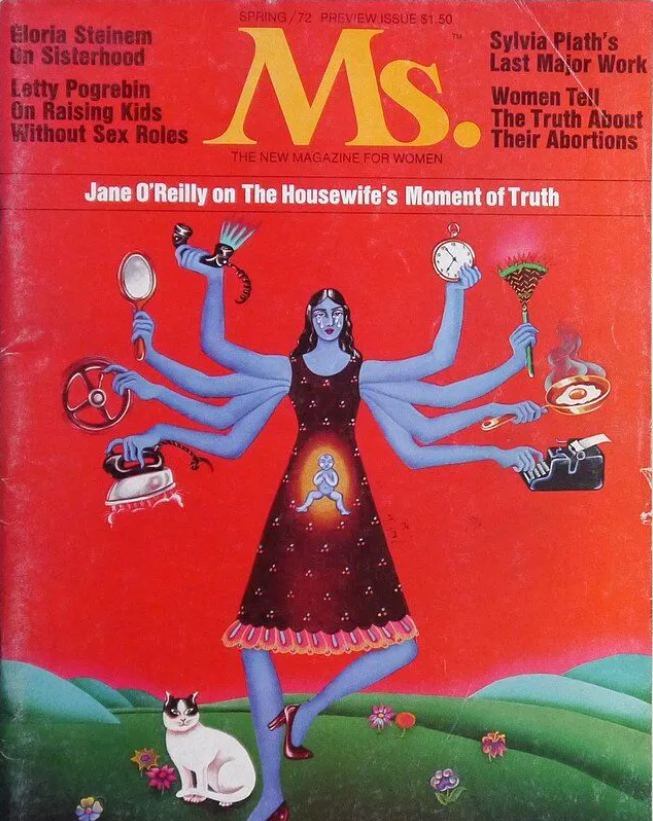 SPRING/72 PREVIEW ISSUE $1.50
Gloria Steinem
On Sisterhood
Letty Pogrebin
On Raising Kids
Without Sex Roles
Ms.
TM
THE NEW MAGAZINE FOR WOMEN
Sylvia Plath's
Last Major Work
Women Tell
The Truth About
Their Abortions
Jane O'Reilly on The Housewife's Moment of Truth